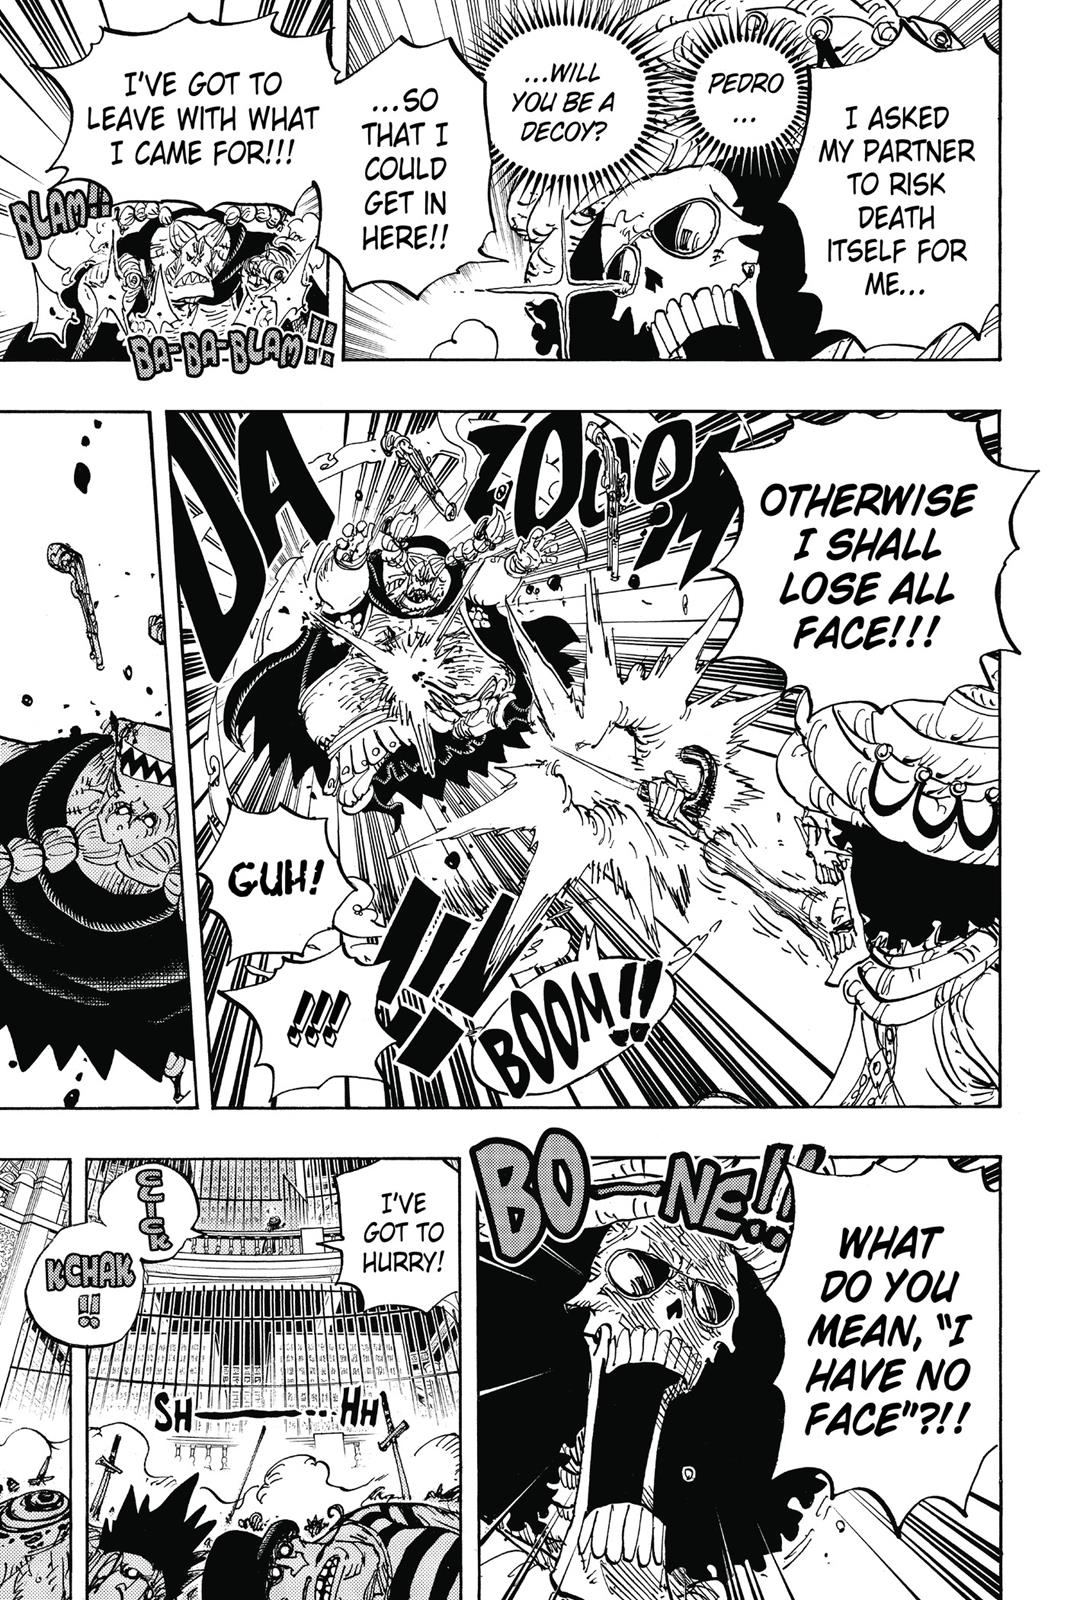 I ASKED
MY PARTNER
TO RISK
DEATH
ITSELF FOR
ME...
PEDRO
...
...WILL
YOU BE A
DECOY?
...SO
THAT I
COULD
GET IN
HERE!!
I'VE GOT TO
LEAVE WITH WHAT
I CAME FOR!!!
BLAM!!
BA-BA-BLAM!!
OTHERWISE
I SHALL
LOSE ALL
FACE!!!
DA
ZOOOM
!!!
BOOM!!
GUH!
!!!!
WHAT
DO YOU
MEAN, "I
HAVE NO
FACE"?!!
BO—NE!!
I'VE
GOT TO
HURRY!
CLICK
KCHAK
!!
SH——...HH